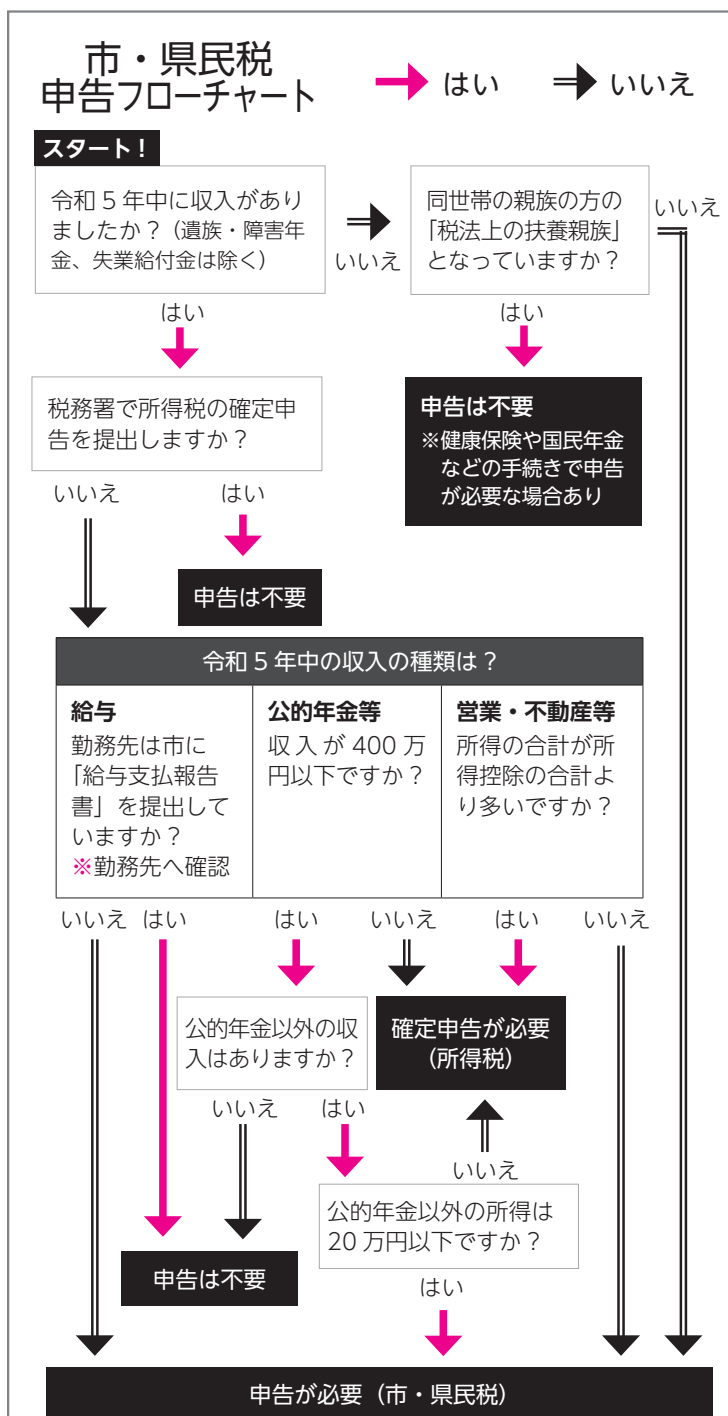 市・県民税
申告フローチャート
はい
いいえ
スタート！
令和５年中に収入があり
ましたか？（遺族・障害年
金、失業給付金は除く）
いいえ
同世帯の親族の方の
「税法上の扶養親族」
となっていますか？
いいえ
はい
はい
税務署で所得税の確定申
告を提出しますか？
申告は不要
※健康保険や国民年金
などの手続きで申告
が必要な場合あり
いいえ
はい
申告は不要
令和５年中の収入の種類は？
給与
勤務先は市に
「給与支払報告
書」を提出して
いますか？
※勤務先へ確認
公的年金等
収入が 400 万
円以下ですか？
営業・不動産等
所得の合計が所
得控除の合計よ
り多いですか？
いいえ
はい
はい
いいえ
はい
いいえ
公的年金以外の収
入はありますか？
確定申告が必要
（所得税）
いいえ
はい
いいえ
公的年金以外の所得は
20 万円以下ですか？
申告は不要
はい
申告が必要（市・県民税）